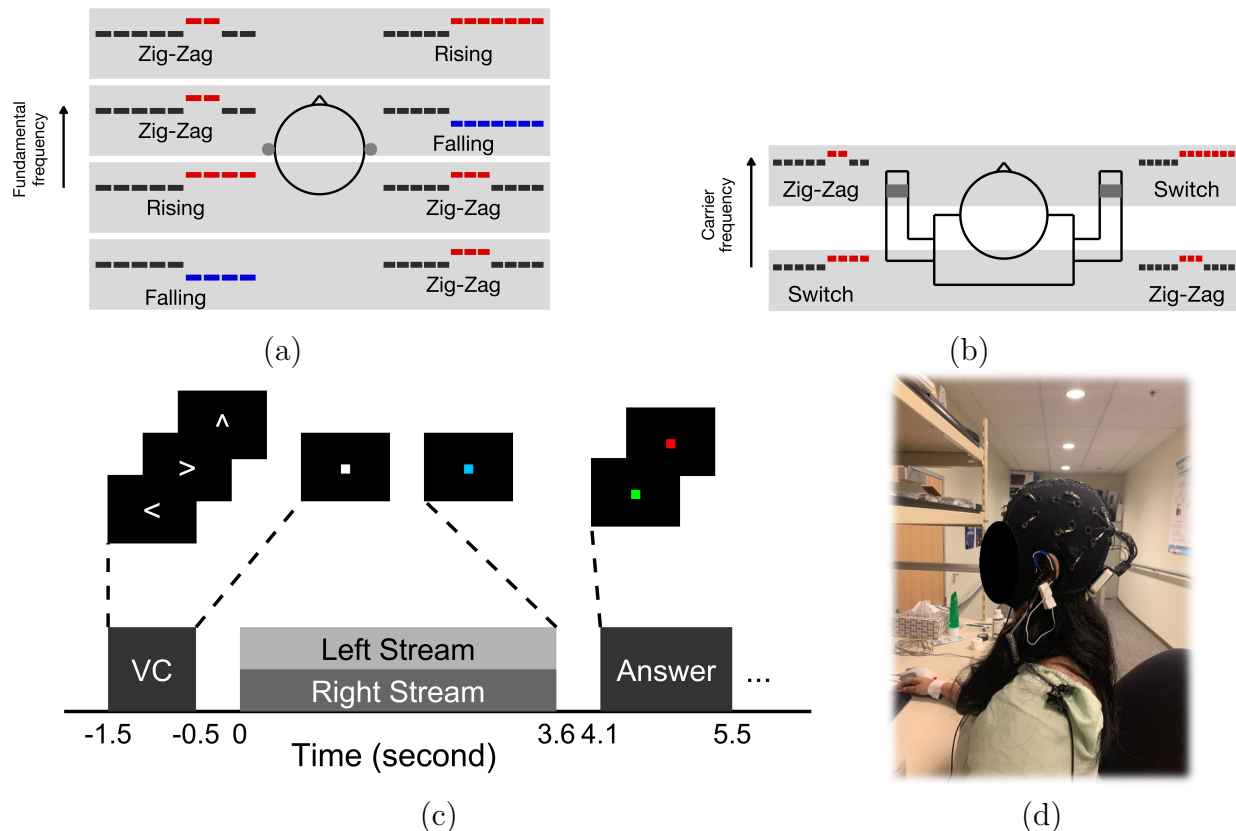 Zig-Zag
Rising
Fundamental
frequency
Zig-Zag
Falling
Rising
Zig-Zag
Falling
Zig-Zag
(a)
Carrier
frequency
Zig-Zag
Switch
Switch
Zig-Zag
(b)
^
>
<
VC
Left Stream
Right Stream
Answer
...
-1.5
-0.5
0
3.6
4.1
5.5
Time (second)
(c)
(d)